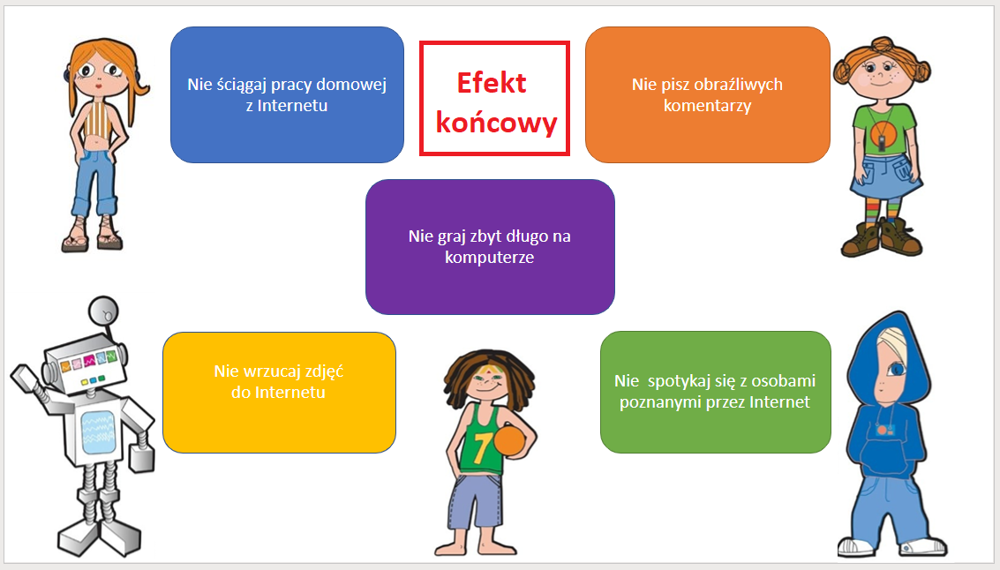 Nie ściągaj pracy domowej
z Internetu
Efekt
końcowy
Nie pisz obraźliwych
komentarzy
Nie graj zbyt długo na
komputerze
Nie wrzucaj zdjęć
do Internetu
7
Nie  spotykaj się z osobami
poznanymi przez Internet